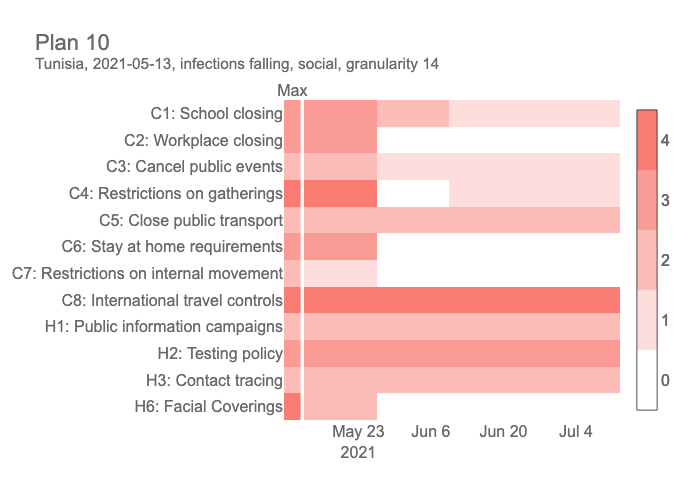 Plan 10
Tunisia, 2021-05-13, infections falling, social, granularity 14
Max
C1: School closing
C2: Workplace closing
C3: Cancel public events
C4: Restrictions on gatherings
C5: Close public transport
C6: Stay at home requirements
C7: Restrictions on internal movement
C8: International travel controls
H1: Public information campaigns
H2: Testing policy
H3: Contact tracing
H6: Facial Coverings
May 23 Jun 6 Jun 20 Jul 4
2021
4
3
2
1
0